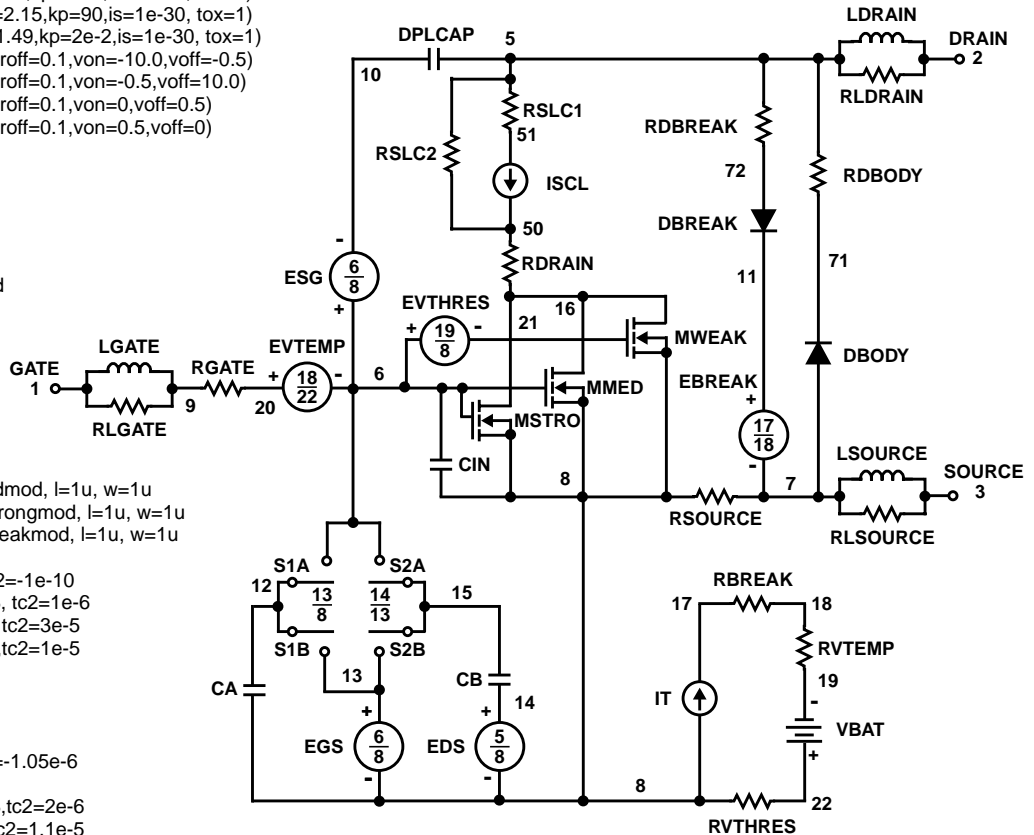 =2.15,kp=90,is=1e-30, tox=1)
1.49,kp=2e-2,is=1e-30, tox=1)
roff=0.1,von=-10.0,voff=-0.5)
roff=0.1,von=-0.5,voff=10.0)
roff=0.1,von=0,voff=0.5)
roff=0.1,von=0.5,voff=0)
d
dmod, l=1u, w=1u
rongmod, l=1u, w=1u
eakmod, l=1u, w=1u
2=-1e-10
, tc2=1e-6
tc2=3e-5
tc2=1e-5
=-1.05e-6
,tc2=2e-6
c2=1.1e-5
DPLCAP
5
10
LDRAIN
DRAIN
2
RLDRAIN
RSLC1
51
RSLC2
ISCL
50
RDRAIN
RDBREAK
72
DBREAK
11
RDBODY
71
DBODY
-
ESG
6
8
+
EVTHRES
+
19
8
-
21
16
MWEAK
MMED
MSTRO
EBREAK
+
17
18
-
LGATE
GATE
1
RLGATE
9
RGATE
20
EVTEMP
+
18
22
-
6
CIN
8
RSOURCE
7
LSOURCE
SOURCE
3
RLSOURCE
S1A
S2A
12
13
8
14
13
15
S1B
S2B
13
CA
CB
14
+
EGS
6
8
-
+
EDS
5
8
-
8
RBREAK
17
18
RVTEMP
19
-
IT
VBAT
+
22
RVTHRES